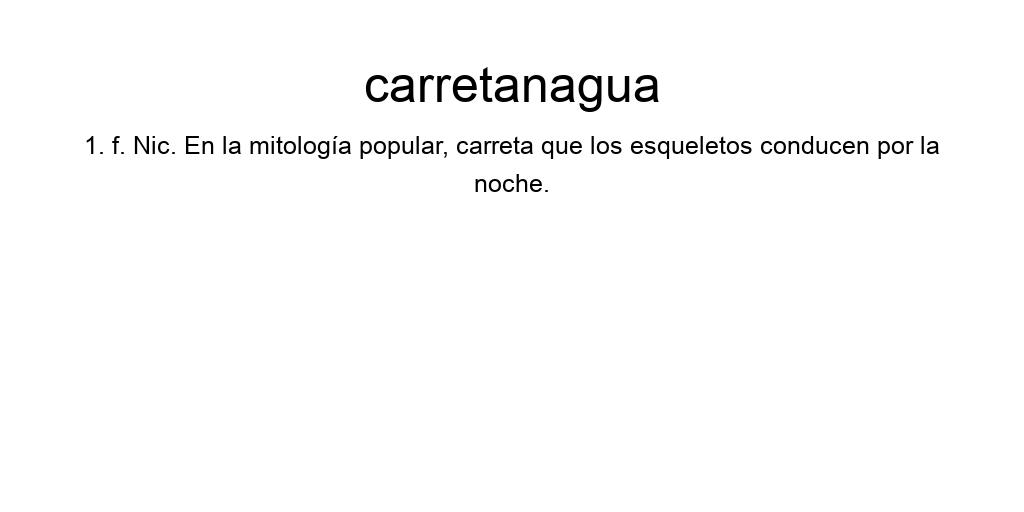 carretanagua
1. f. Nic. En la mitología popular, carreta que los esqueletos conducen por la
noche.